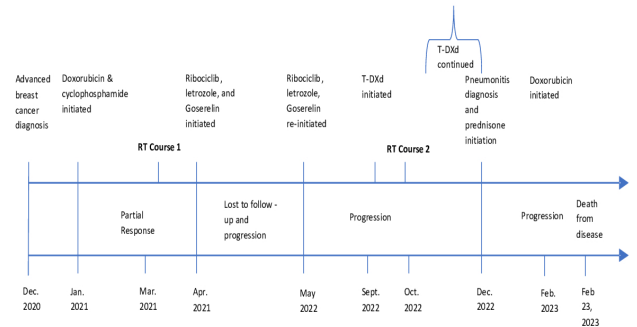 T-DXd
continued
Advanced
breast
cancer
diagnosis
Doxorubicin &
cyclophosphamide
initiated
Ribociclib,
letrozole, and
Goserelin
initiated
Ribociclib,
letrozole,
Goserelin
re-initiated
T-DXd
initiated
Pneumonitis
diagnosis
and
prednisone
initiation
Doxorubicin
initiated
RT Course 1
RT Course 2
Partial
Response
Lost to follow -
up and
progression
Progression
Progression
Death
from
disease
Dec.
2020
Jan.
2021
Mar.
2021
Apr.
2021
May
2022
Sept.
2022
Oct.
2022
Dec.
2022
Feb.
2023
Feb
23,
2023